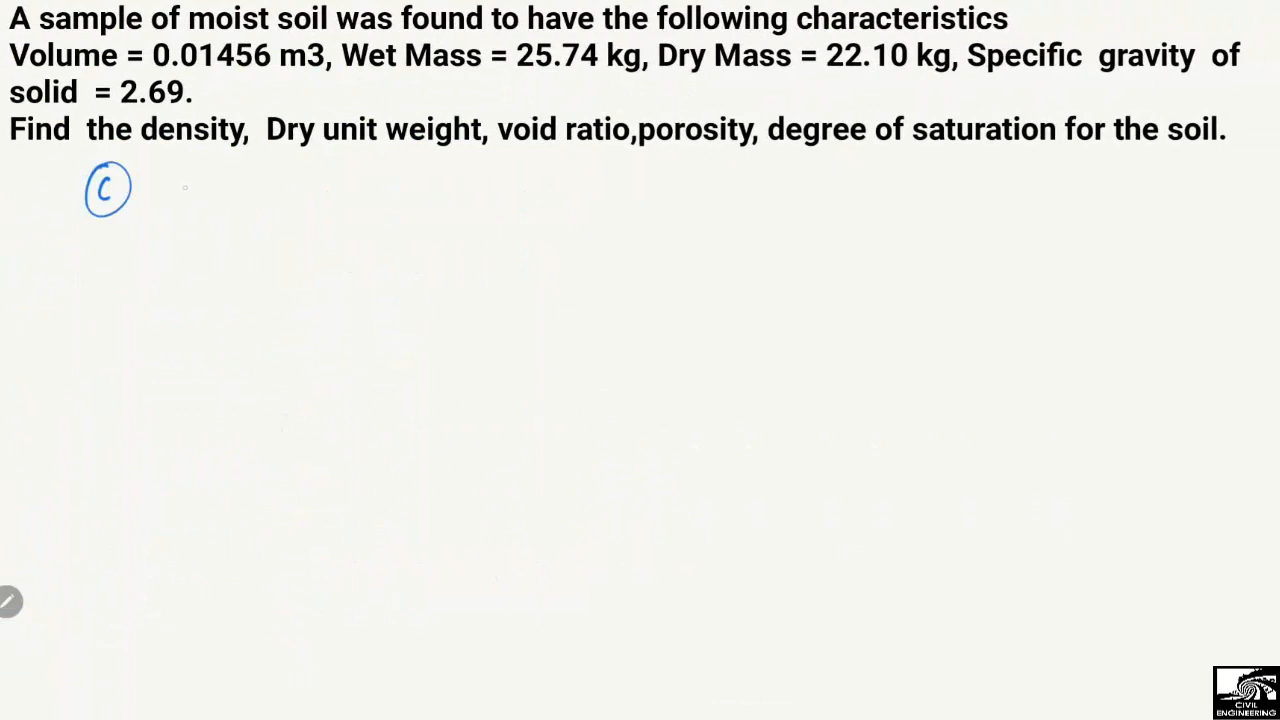 A sample of moist soil was found to have the following characteristics
Volume = 0.01456 m3, Wet Mass = 25.74 kg, Dry Mass = 22.10 kg, Specific gravity of
solid = 2.69.
Find the density, Dry unit weight, void ratio,porosity, degree of saturation for the soil.
C
CIVIL
ENGINEERING